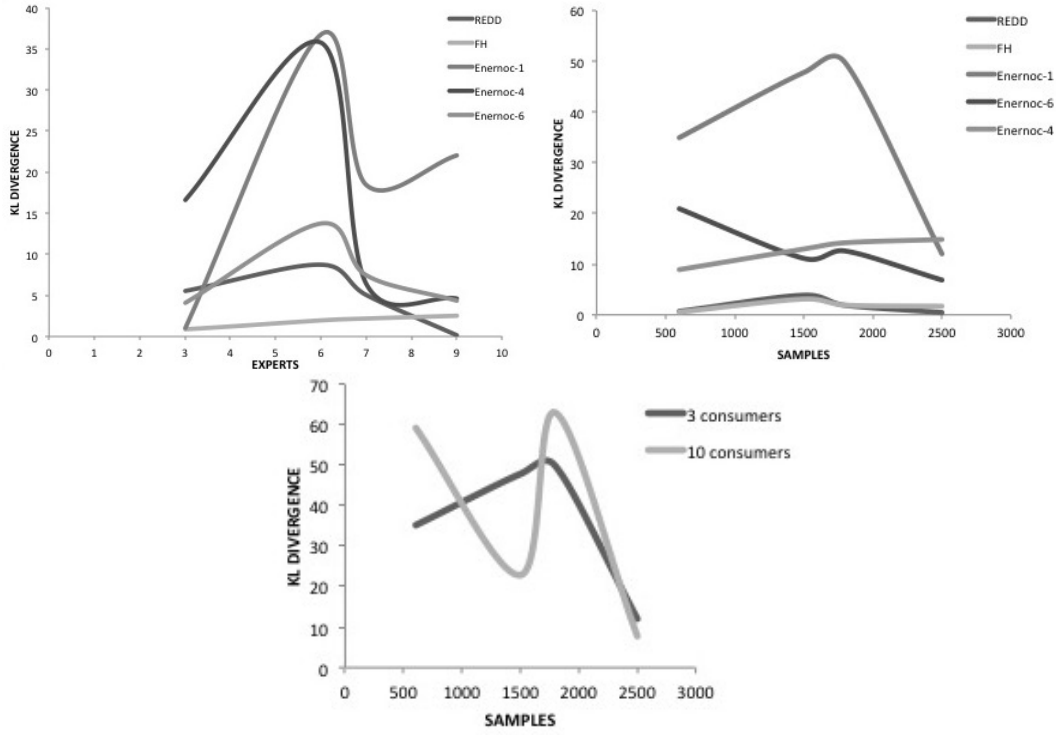 40
35
30
25
20
15
10
5
0
KL DIVERGENCE
0 1 2 3 4 5 6 7 8 9 10
EXPERTS
REDD
FH
Enernoc-1
Enernoc-4
Enernoc-6
60
50
40
30
20
10
0
KL DIVERGENCE
0 500 1000 1500 2000 2500 3000
SAMPLES
REDD
FH
Enernoc-1
Enernoc-6
Enernoc-4
70
60
50
40
30
20
10
0
KL DIVERGENCE
0 500 1000 1500 2000 2500 3000
SAMPLES
3 consumers
10 consumers